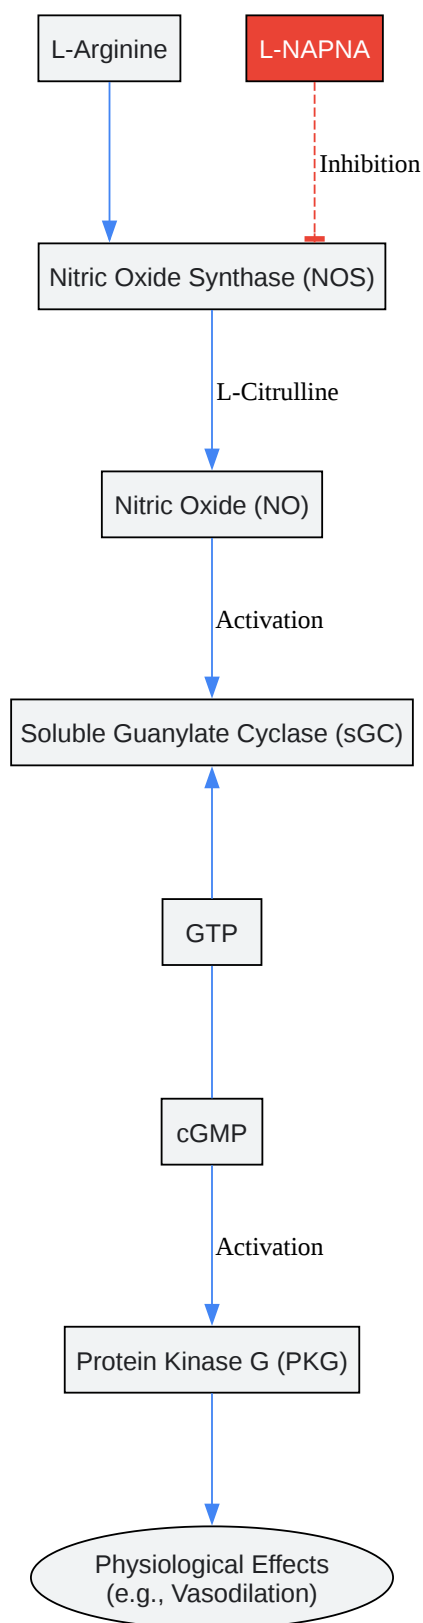 L-Arginine
L-NAPNA
Inhibition
Nitric Oxide Synthase (NOS)
L-Citrulline
Nitric Oxide (NO)
Activation
Soluble Guanylate Cyclase (sGC)
GTP
cGMP
Activation
Protein Kinase G (PKG)
Physiological Effects
(e.g., Vasodilation)